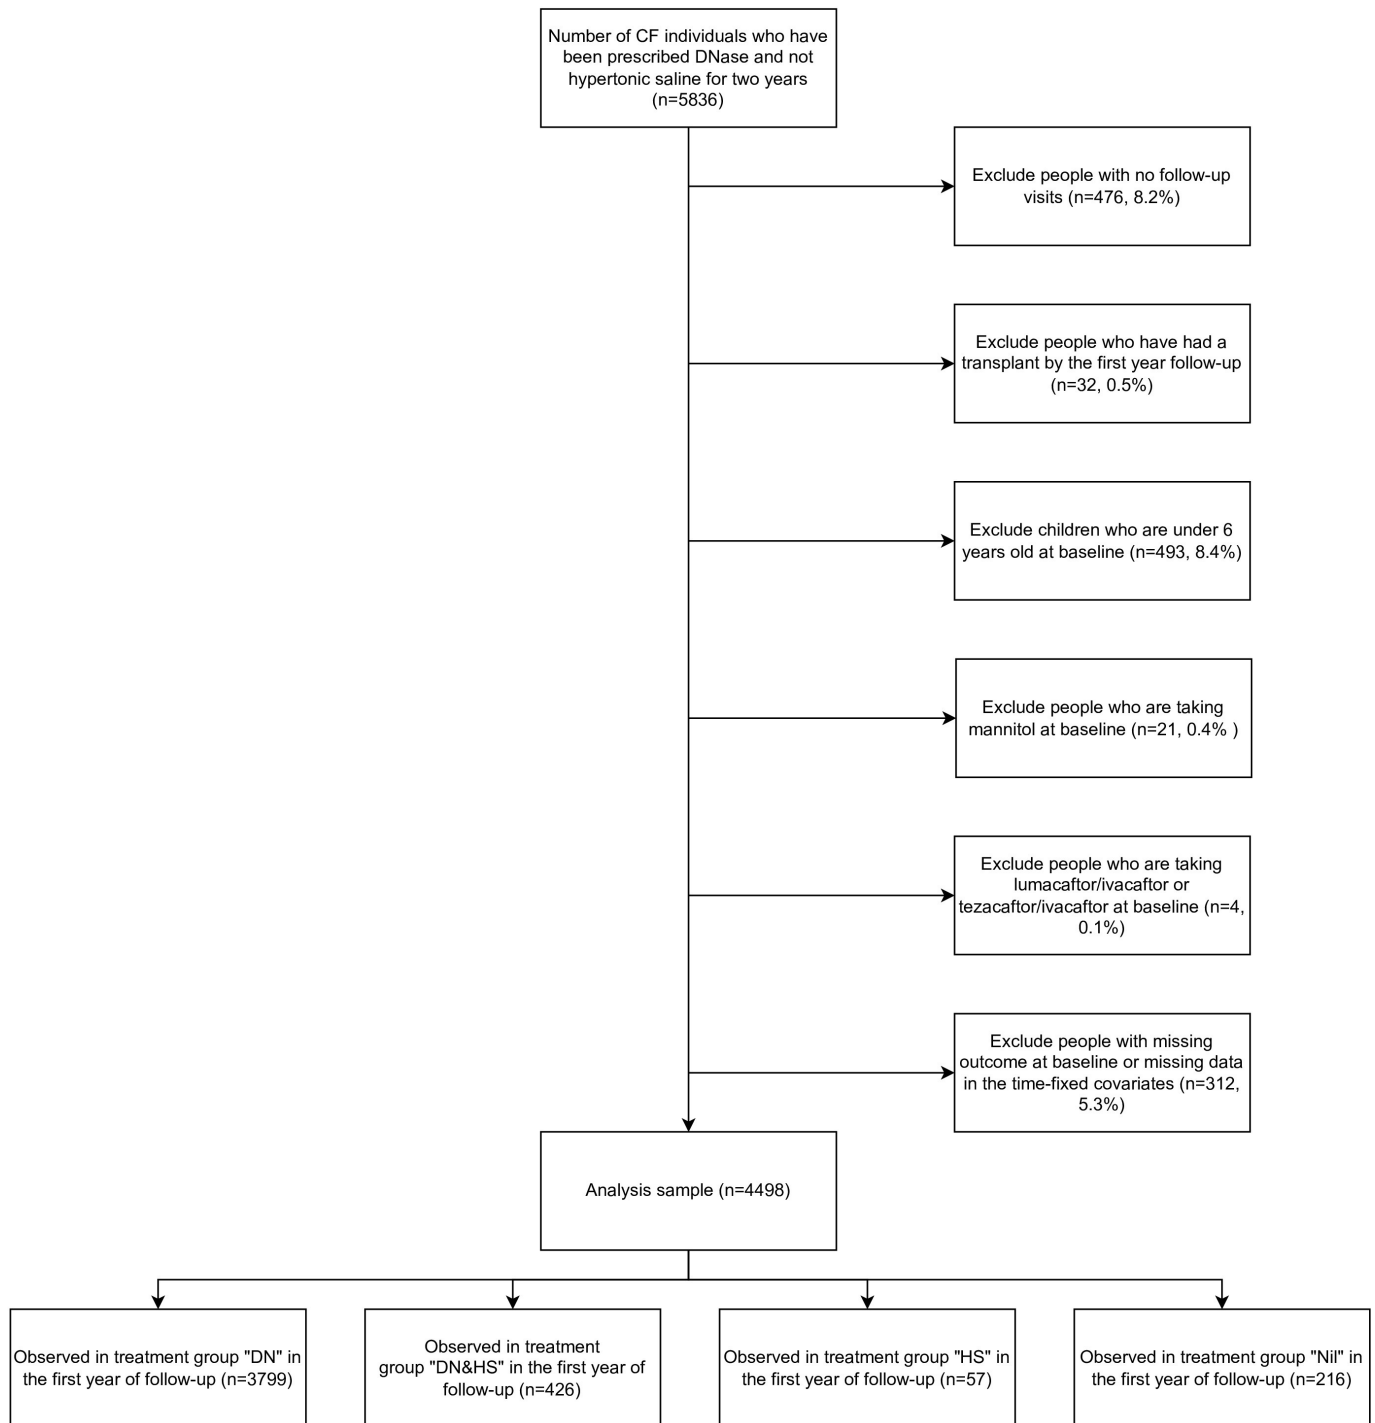 Number of CF individuals who have
been prescribed DNase and not
hypertonic saline for two years
(n=5836)
Exclude people with no follow-up
visits (n=476, 8.2%)
Exclude people who have had a
transplant by the first year follow-up
(n=32, 0.5%)
Exclude children who are under 6
years old at baseline (n=493, 8.4%)
Exclude people who are taking
mannitol at baseline (n=21, 0.4% )
Exclude people who are taking
lumacaftor/ivacaftor or
tezacaftor/ivacaftor at baseline (n=4,
0.1%)
Exclude people with missing
outcome at baseline or missing data
in the time-fixed covariates (n=312,
5.3%)
Analysis sample (n=4498)
Observed in treatment group "DN" in
the first year of follow-up (n=3799)
Observed in treatment
group "DN&HS" in the first year of
follow-up (n=426)
Observed in treatment group "HS" in
the first year of follow-up (n=57)
Observed in treatment group "Nil" in
the first year of follow-up (n=216)